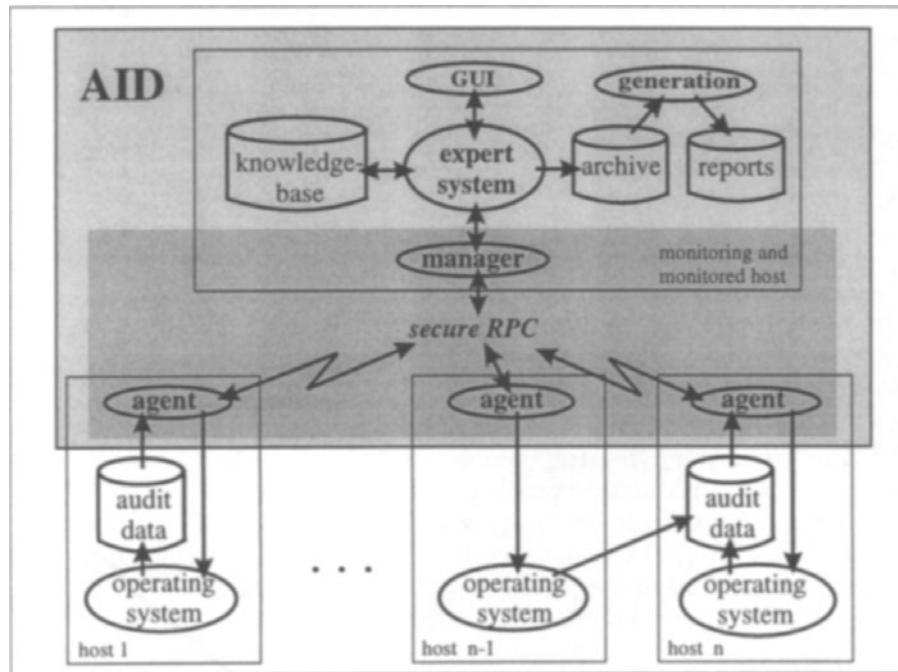 AID
GUI
generation
knowledge-
base
expert
system
archive
reports
manager
monitoring and
monitored host
secure RPC
agent
agent
agent
audit
data
audit
data
operating
system
. . .
operating
system
operating
system
host 1
host n-1
host n